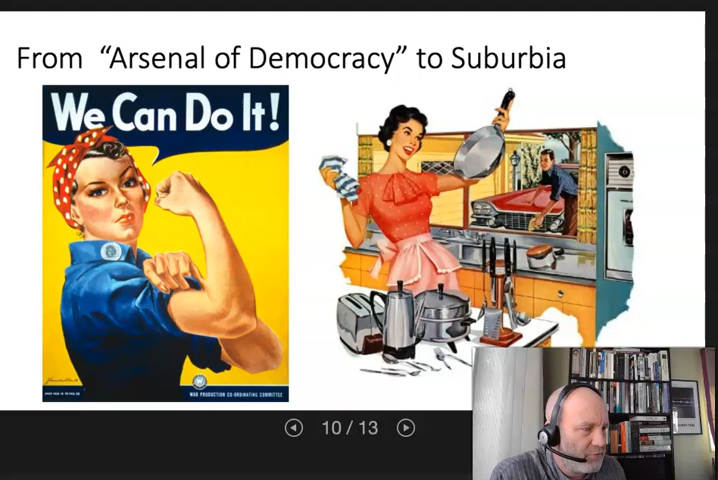 From “Arsenal of Democracy” to Suburbia
We Can Do It!
WAR PRODUCTION CO-ORDINATING COMMITTEE
10 / 13